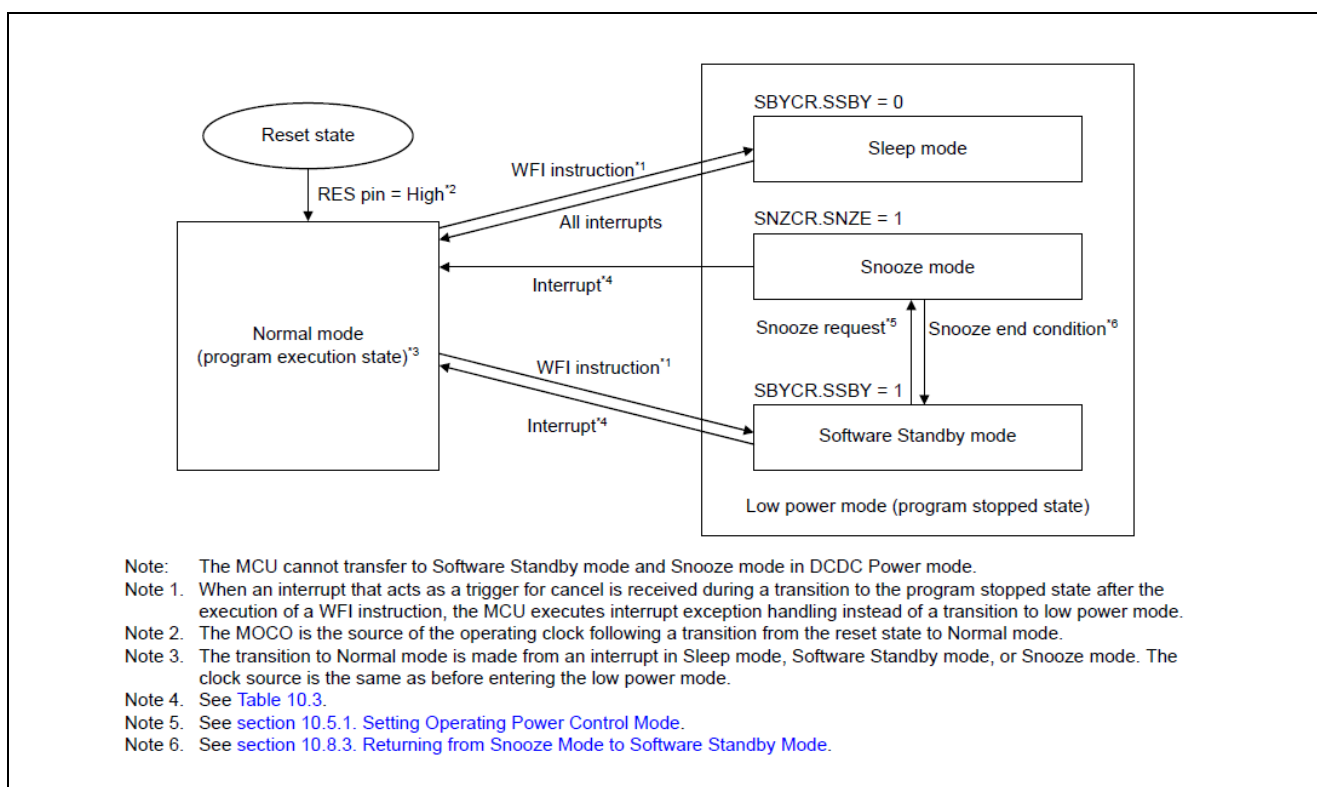 SBYCR.SSBY = 0
Reset state
Sleep mode
WFI instruction*1
RES pin = High*2
All interrupts
SNZCR.SNZE = 1
Snooze mode
Interrupt*4
Snooze request*5
Snooze end condition*6
Normal mode
(program execution state)*3
WFI instruction*1
SBYCR.SSBY = 1
Interrupt*4
Software Standby mode
Low power mode (program stopped state)
Note: The MCU cannot transfer to Software Standby mode and Snooze mode in DCDC Power mode.
Note 1. When an interrupt that acts as a trigger for cancel is received during a transition to the program stopped state after the
execution of a WFI instruction, the MCU executes interrupt exception handling instead of a transition to low power mode.
Note 2. The MOCO is the source of the operating clock following a transition from the reset state to Normal mode.
Note 3. The transition to Normal mode is made from an interrupt in Sleep mode, Software Standby mode, or Snooze mode. The
clock source is the same as before entering the low power mode.
Note 4. See Table 10.3.
Note 5. See section 10.5.1. Setting Operating Power Control Mode.
Note 6. See section 10.8.3. Returning from Snooze Mode to Software Standby Mode.